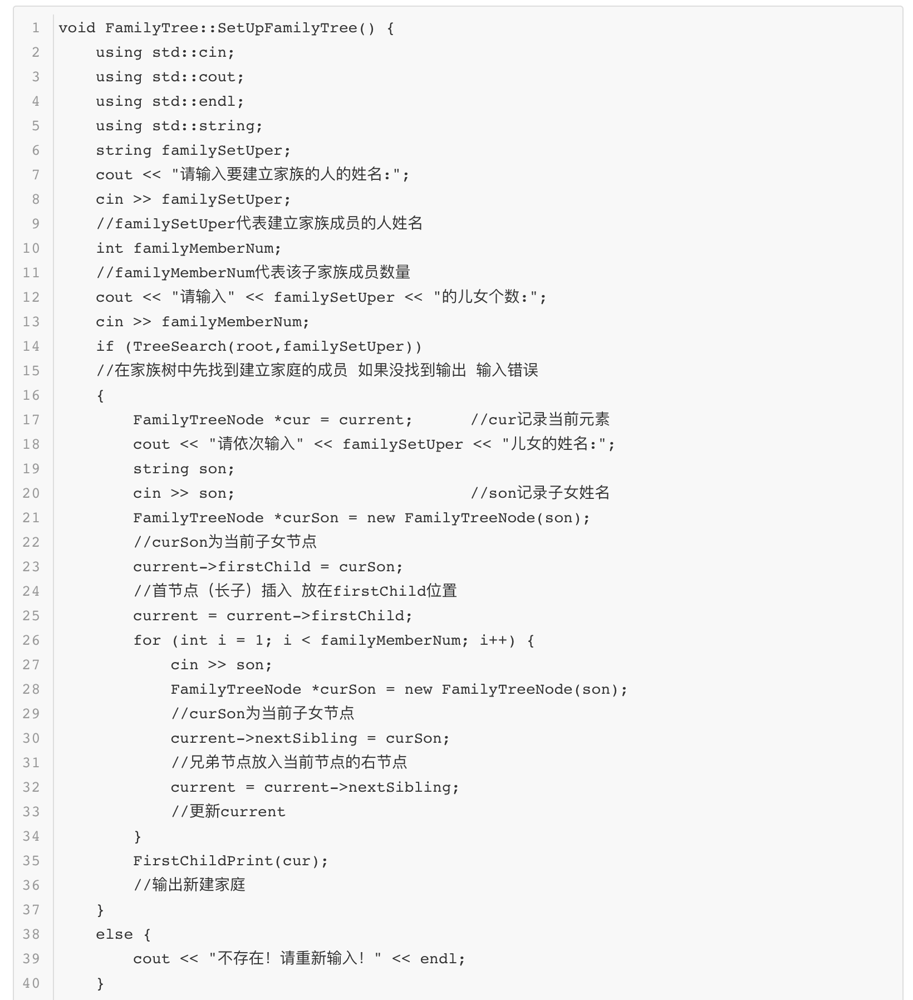 1 void FamilyTree::SetUpFamilyTree() {
2     using std::cin;
3     using std::cout;
4     using std::endl;
5     using std::string;
6     string familySetUper;
7     cout << "请输入要建立家族的人的姓名:";
8     cin >> familySetUper;
9     //familySetUper代表建立家族成员的人姓名
10     int familyMemberNum;
11     //familyMemberNum代表该子家族成员数量
12     cout << "请输入" << familySetUper << "的儿女个数:";
13     cin >> familyMemberNum;
14     if (TreeSearch(root,familySetUper))
15     //在家族树中先找到建立家庭的成员 如果没找到输出 输入错误
16     {
17         FamilyTreeNode *cur = current;      //cur记录当前元素
18         cout << "请依次输入" << familySetUper << "儿女的姓名:";
19         string son;
20         cin >> son;                         //son记录子女姓名
21         FamilyTreeNode *curSon = new FamilyTreeNode(son);
22         //curSon为当前子女节点
23         current->firstChild = curSon;
24         //首节点（长子）插入 放在firstChild位置
25         current = current->firstChild;
26         for (int i = 1; i < familyMemberNum; i++) {
27             cin >> son;
28             FamilyTreeNode *curSon = new FamilyTreeNode(son);
29             //curSon为当前子女节点
30             current->nextSibling = curSon;
31             //兄弟节点放入当前节点的右节点
32             current = current->nextSibling;
33             //更新current
34         }
35         FirstChildPrint(cur);
36         //输出新建家庭
37     }
38     else {
39         cout << "不存在！请重新输入！" << endl;
40     }